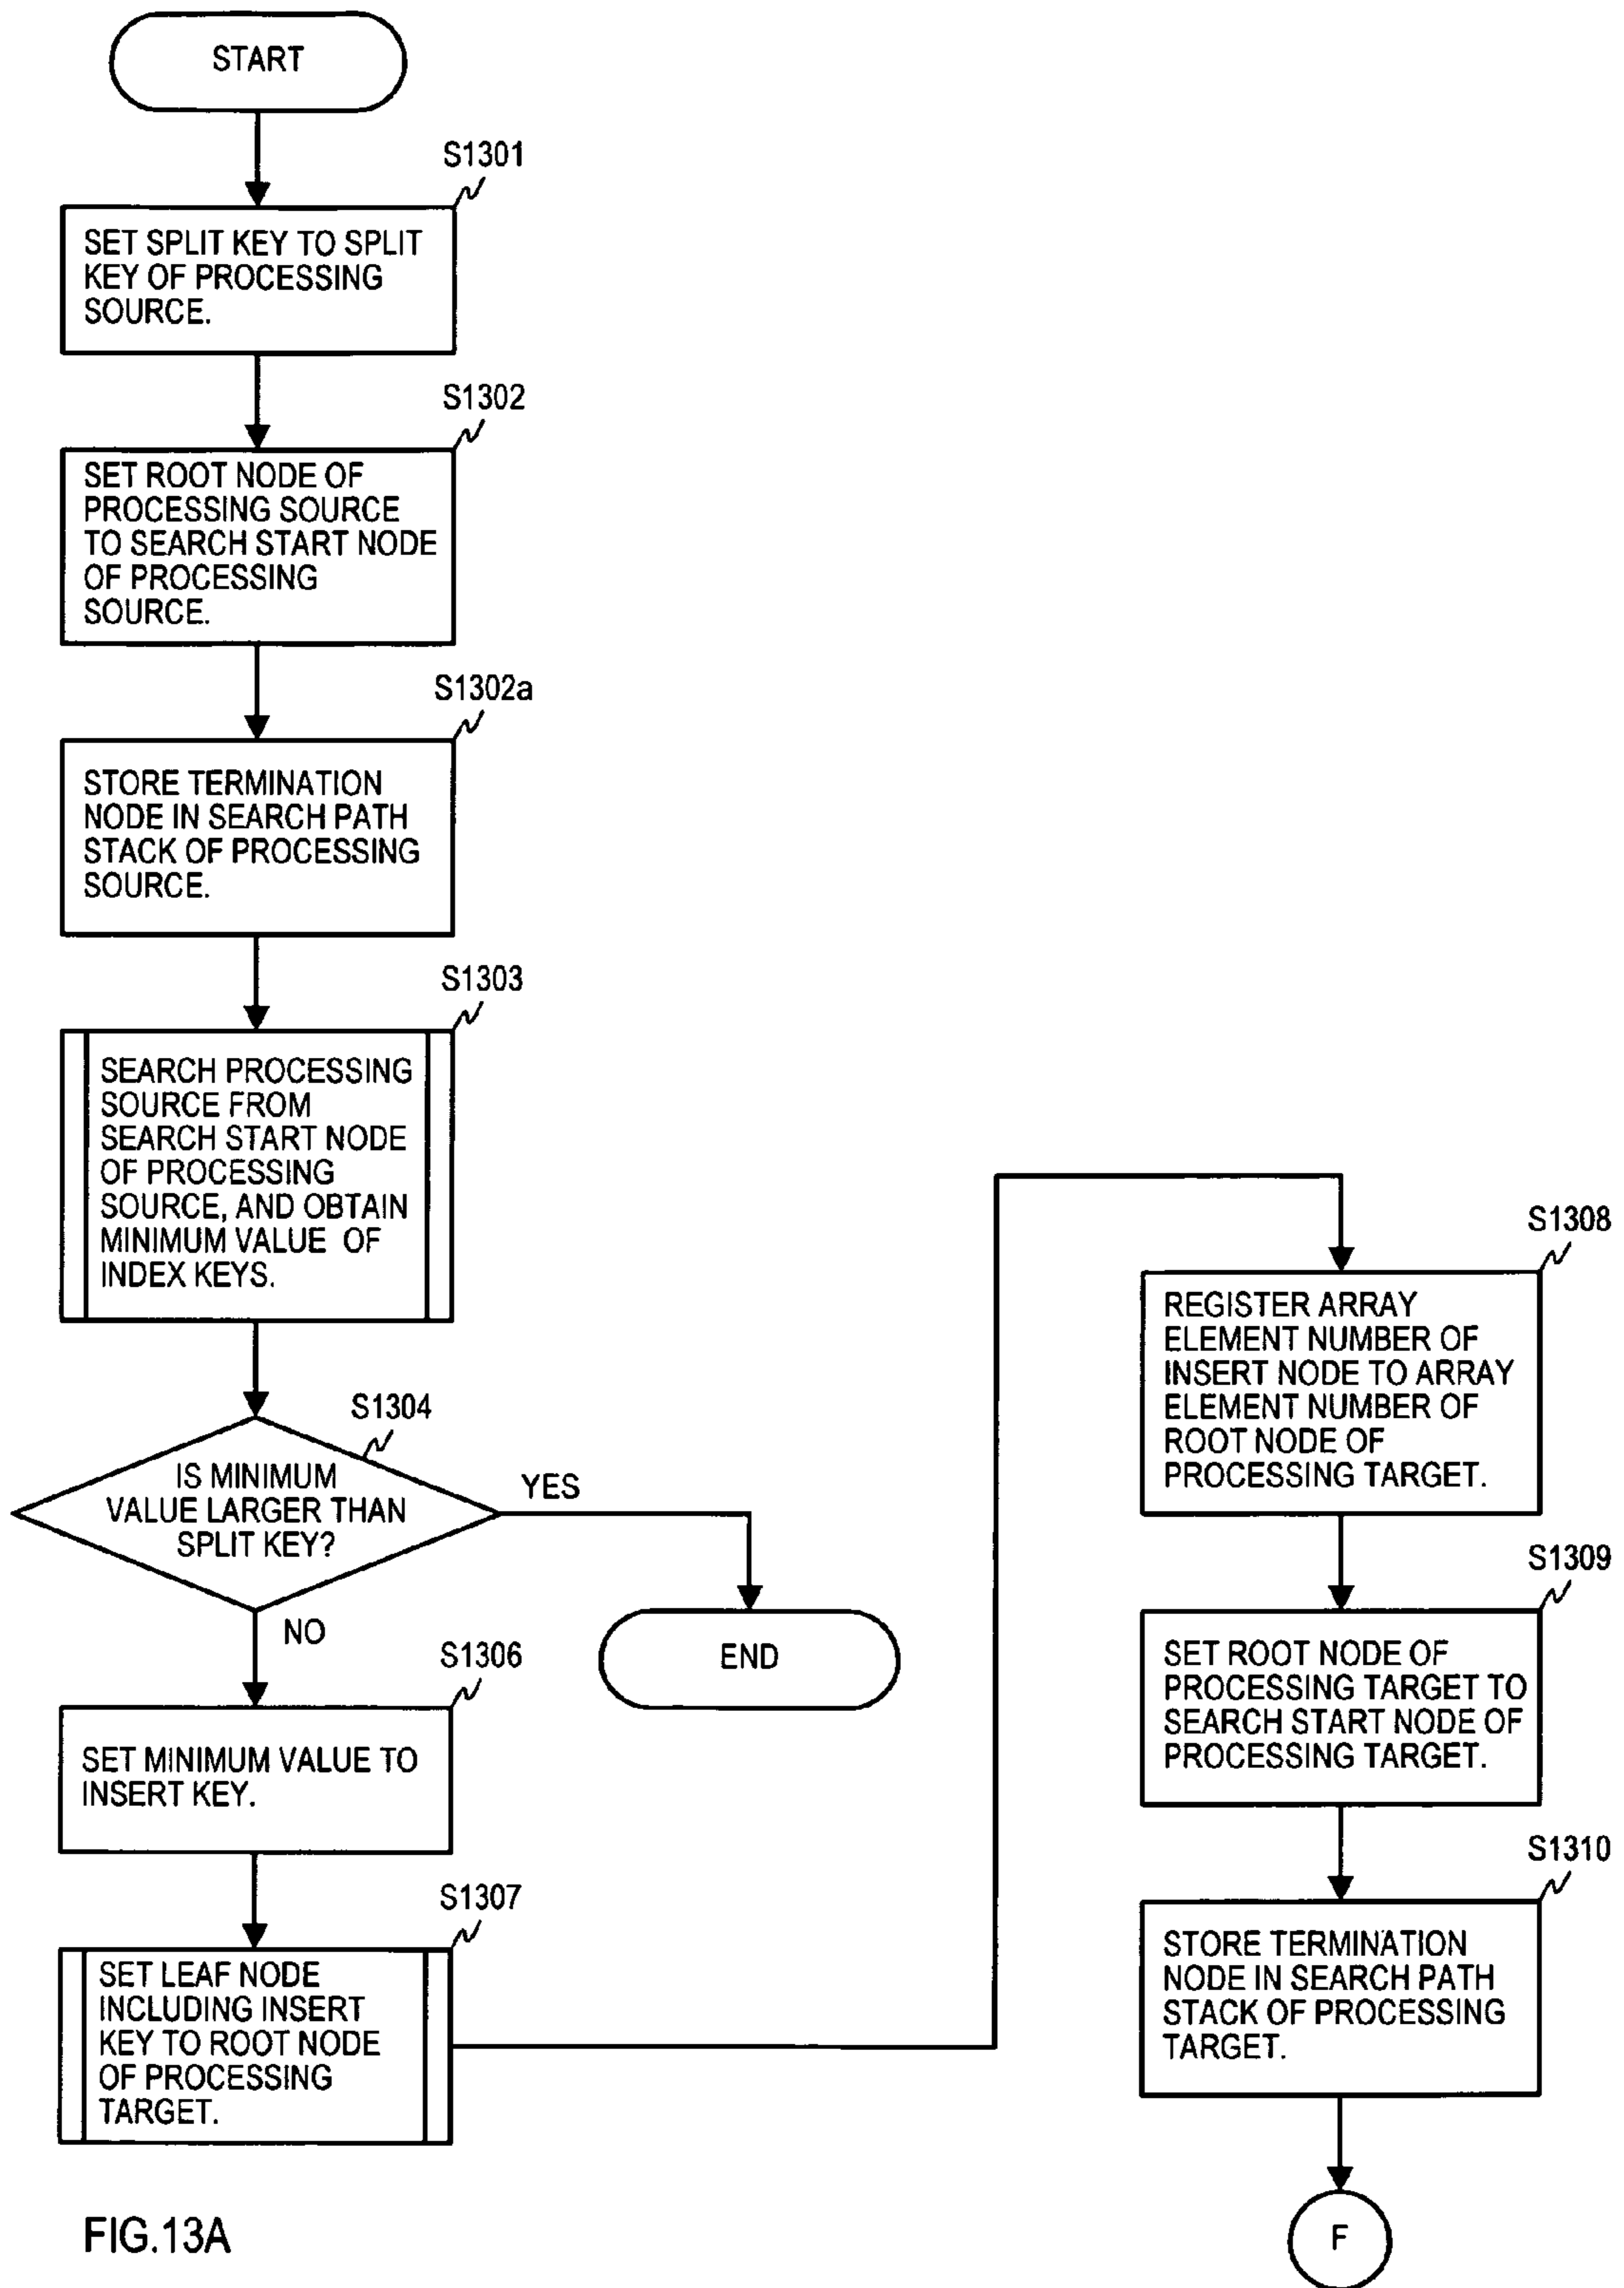 START
S1301
SET SPLIT KEY TO SPLIT
KEY OF PROCESSING
SOURCE.
S1302
SET ROOT NODE OF
PROCESSING SOURCE
TO SEARCH START NODE
OF PROCESSING
SOURCE.
S1302a
STORE TERMINATION
NODE IN SEARCH PATH
STACK OF PROCESSING
SOURCE.
S1303
SEARCH PROCESSING
SOURCE FROM
SEARCH START NODE
OF PROCESSING
SOURCE, AND OBTAIN
MINIMUM VALUE OF
INDEX KEYS.
S1304
IS MINIMUM
VALUE LARGER THAN
SPLIT KEY?
YES
END
NO
S1306
SET MINIMUM VALUE TO
INSERT KEY.
S1307
SET LEAF NODE
INCLUDING INSERT
KEY TO ROOT NODE
OF PROCESSING
TARGET.
S1308
REGISTER ARRAY
ELEMENT NUMBER OF
INSERT NODE TO ARRAY
ELEMENT NUMBER OF
ROOT NODE OF
PROCESSING TARGET.
S1309
SET ROOT NODE OF
PROCESSING TARGET TO
SEARCH START NODE OF
PROCESSING TARGET.
S1310
STORE TERMINATION
NODE IN SEARCH PATH
STACK OF PROCESSING
TARGET.
F
FIG.13A